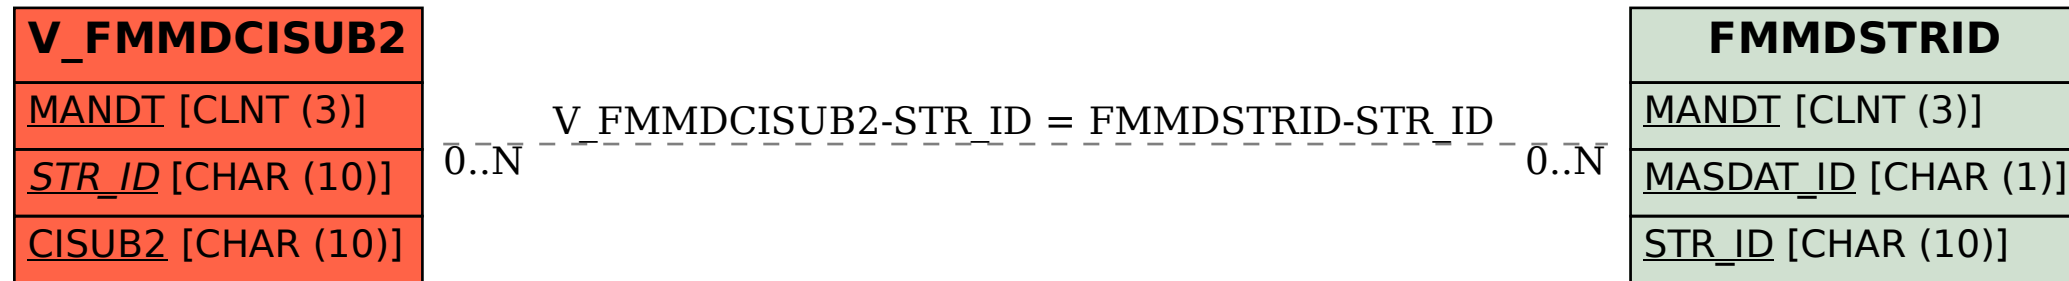 V_FMMDCISUB2
MANDT [CLNT (3)]
STR_ID [CHAR (10)]
CISUB2 [CHAR (10)]
V_FMMDCISUB2-STR_ID = FMMDSTRID-STR_ID
0..N
0..N
FMMDSTRID
MANDT [CLNT (3)]
MASDAT_ID [CHAR (1)]
STR_ID [CHAR (10)]